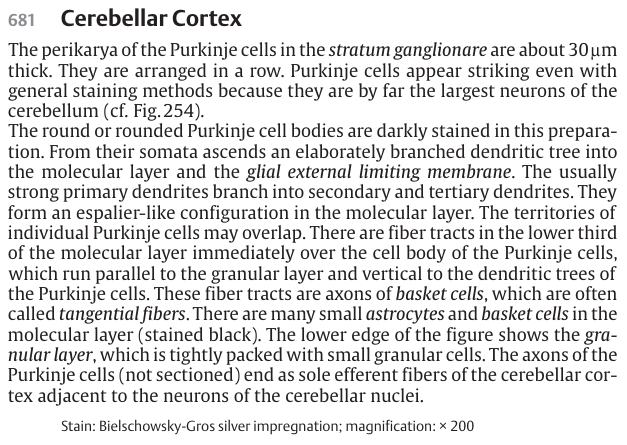 681 Cerebellar Cortex
The perikarya of the Purkinje cells in the stratum ganglionare are about 30 µm
thick. They are arranged in a row. Purkinje cells appear striking even with
general staining methods because they are by far the largest neurons of the
cerebellum (cf. Fig. 254).
The round or rounded Purkinje cell bodies are darkly stained in this prepara-
tion. From their somata ascends an elaborately branched dendritic tree into
the molecular layer and the glial external limiting membrane. The usually
strong primary dendrites branch into secondary and tertiary dendrites. They
form an espalier-like configuration in the molecular layer. The territories of
individual Purkinje cells may overlap. There are fiber tracts in the lower third
of the molecular layer immediately over the cell body of the Purkinje cells,
which run parallel to the granular layer and vertical to the dendritic trees of
the Purkinje cells. These fiber tracts are axons of basket cells, which are often
called tangential fibers. There are many small astrocytes and basket cells in the
molecular layer (stained black). The lower edge of the figure shows the gra-
nular layer, which is tightly packed with small granular cells. The axons of the
Purkinje cells (not sectioned) end as sole efferent fibers of the cerebellar cor-
tex adjacent to the neurons of the cerebellar nuclei.
Stain: Bielschowsky-Gros silver impregnation; magnification: × 200